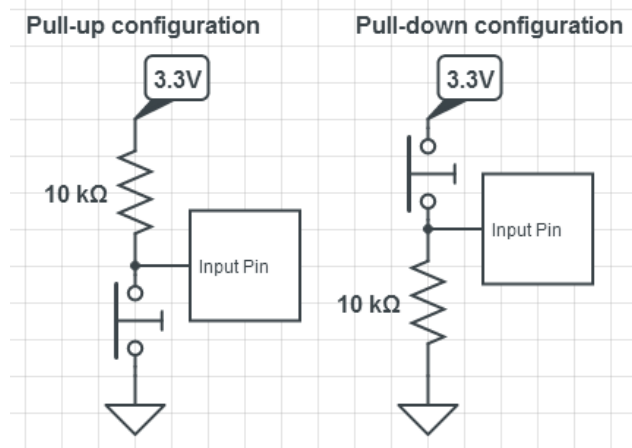 Pull-up configuration
3.3V
10 kΩ
Input Pin
Pull-down configuration
3.3V
Input Pin
10 kΩ